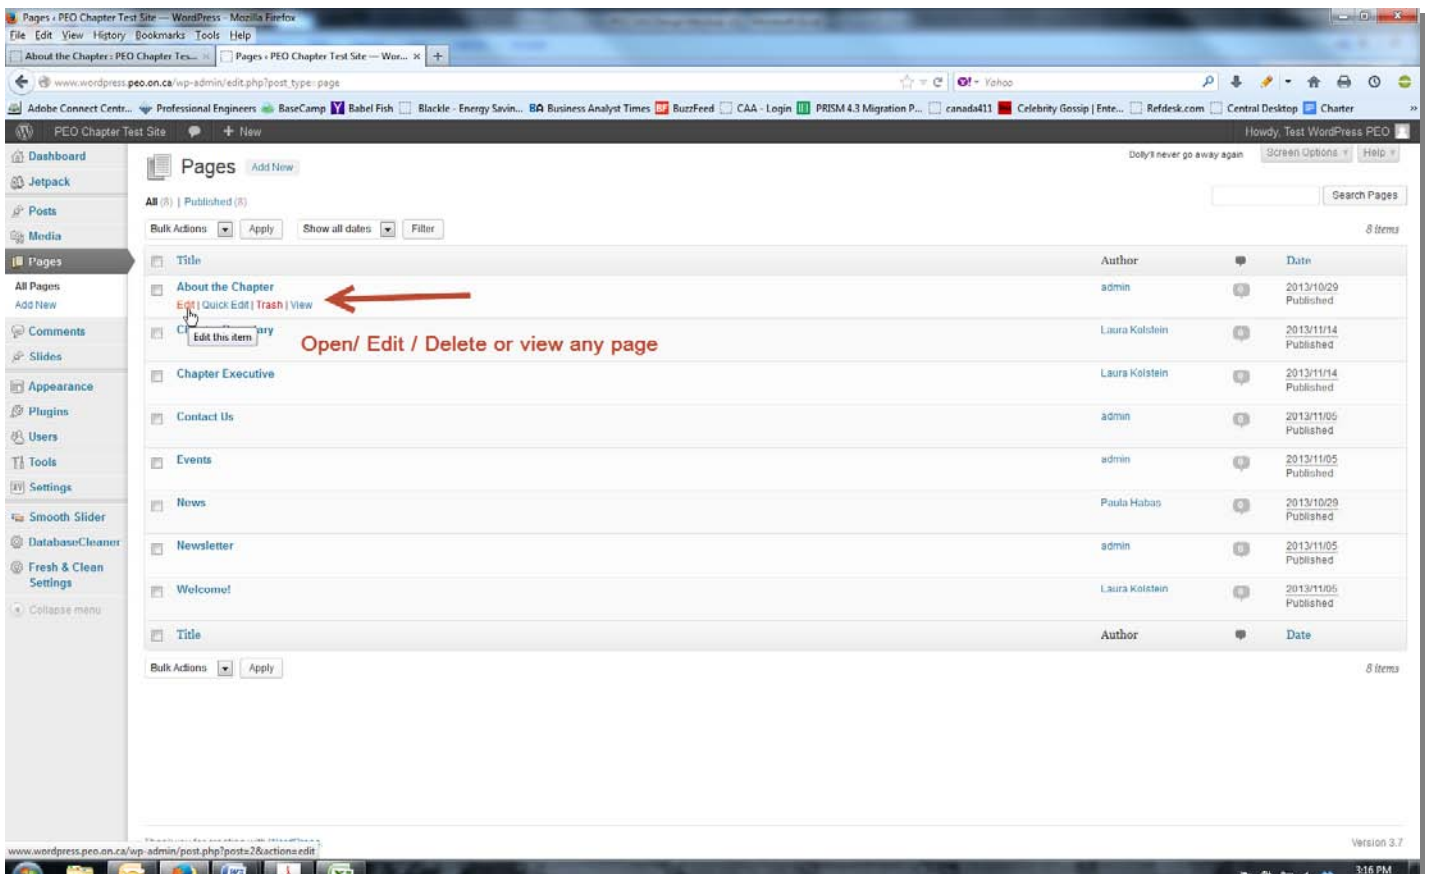 Pages ‹ PEO Chapter Test Site — WordPress - Mozilla Firefox
File Edit View History Bookmarks Tools Help
About the Chapter : PEO Chapter Tes... × Pages ‹ PEO Chapter Test Site — Wor... × +
www.wordpress.peo.on.ca/wp-admin/edit.php?post_type=page Yahoo
Adobe Connect Centr... Professional Engineers BaseCamp Babel Fish Blackle - Energy Savin... BA Business Analyst Times BF BuzzFeed CAA - Login PRISM 4.3 Migration P... canada411 Celebrity Gossip | Ente... Refdesk.com Central Desktop Charter »
PEO Chapter Test Site + New Howdy, Test WordPress PEO
Dashboard
Jetpack
Posts
Media
Pages
All Pages
Add New
Comments
Slides
Appearance
Plugins
Users
Tools
Settings
Smooth Slider
DatabaseCleaner
Fresh & Clean
Settings
Collapse menu
Dolly'll never go away again Screen Options Help
Pages Add New
All (8) | Published (8) Search Pages
Bulk Actions Apply Show all dates Filter 8 items
Title Author Date
About the Chapter admin 0 2013/10/29
Edit | Quick Edit | Trash | View Published
Edit this item
ary Laura Kolstein 0 2013/11/14
Published
Open/ Edit / Delete or view any page
Chapter Executive Laura Kolstein 0 2013/11/14
Published
Contact Us admin 0 2013/11/05
Published
Events admin 0 2013/11/05
Published
News Paula Habas 0 2013/10/29
Published
Newsletter admin 0 2013/11/05
Published
Welcome! Laura Kolstein 0 2013/11/05
Published
Title Author Date
Bulk Actions Apply 8 items
Version 3.7
www.wordpress.peo.on.ca/wp-admin/post.php?post=2&action=edit
3:16 PM